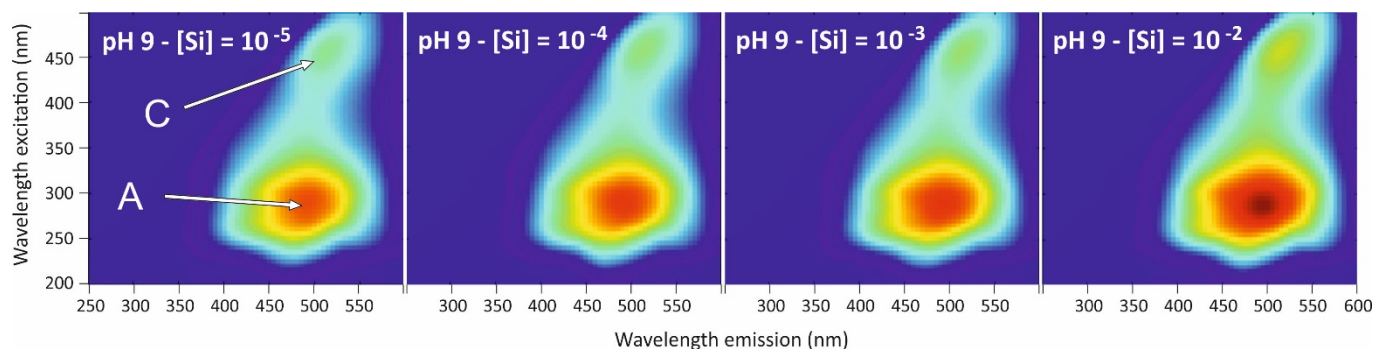 Wavelength excitation (nm)
450
400
350
300
250
200
pH 9 - [Si] = 10 -5
pH 9 - [Si] = 10 -4
pH 9 - [Si] = 10 -3
pH 9 - [Si] = 10 -2
C
A
250 300 350 400 450 500 550
300 350 400 450 500 550
300 350 400 450 500 550
300 350 400 450 500 550 600
Wavelength emission (nm)